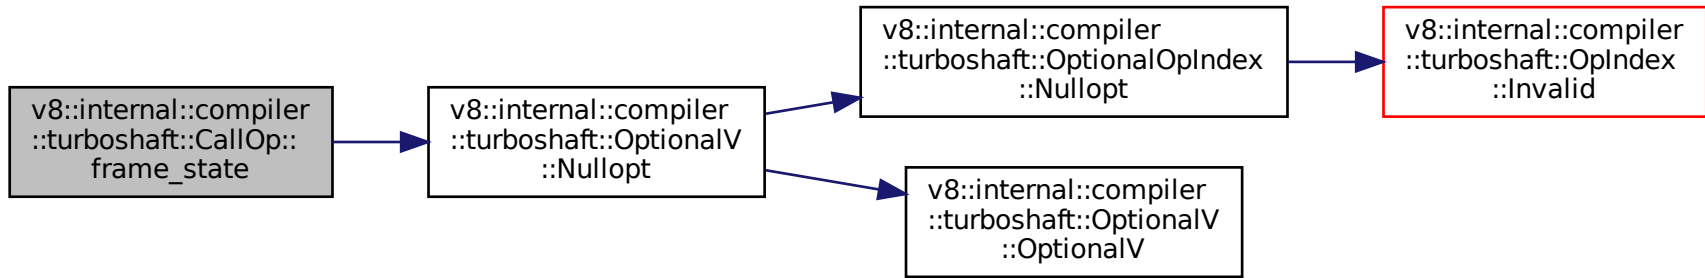 v8::internal::compiler
::turboshaft::CallOp::
frame_state
v8::internal::compiler
::turboshaft::OptionalV
::Nullopt
v8::internal::compiler
::turboshaft::OptionalOpIndex
::Nullopt
v8::internal::compiler
::turboshaft::OpIndex
::Invalid
v8::internal::compiler
::turboshaft::OptionalV
::OptionalV